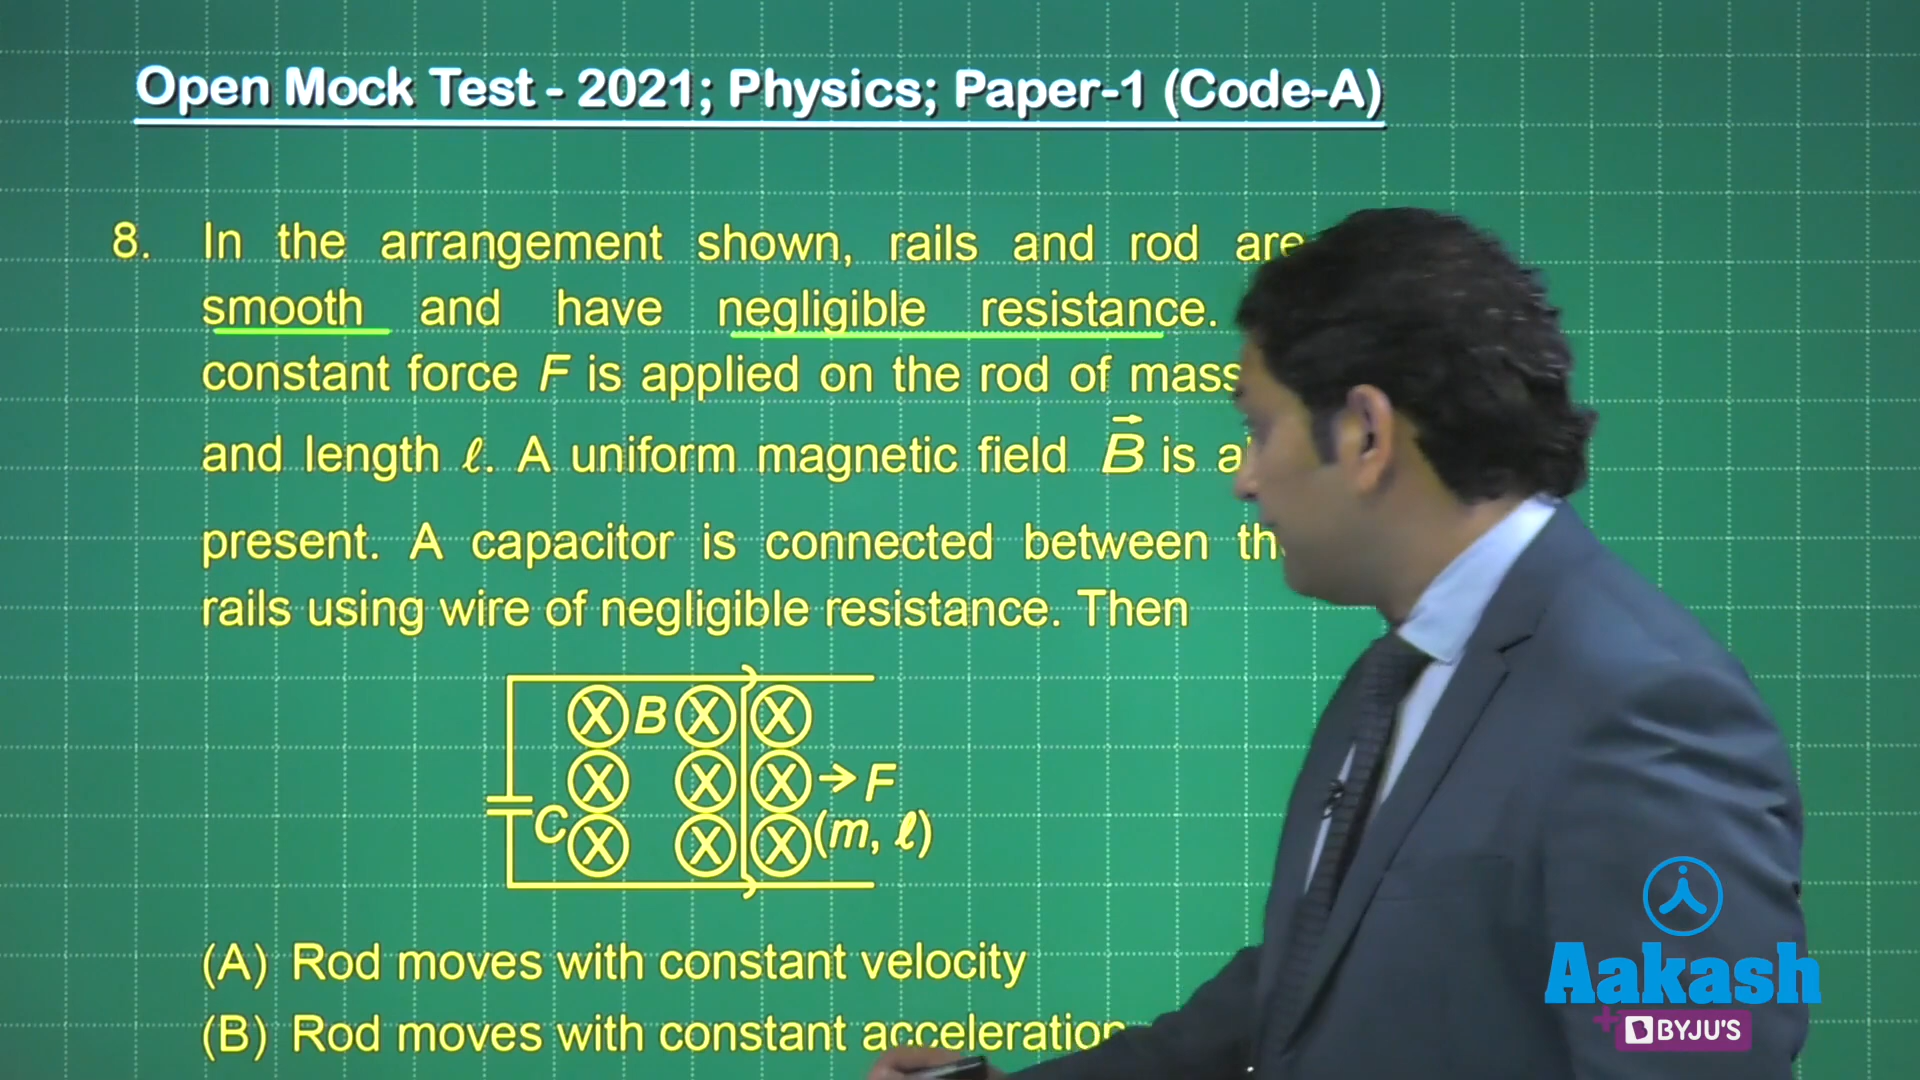 Open Mock Test - 2021; Physics; Paper-1 (Code-A)
8. In the arrangement shown, rails and rod are
smooth and have negligible resistance.
constant force F is applied on the rod of mass
and length ℓ. A uniform magnetic field B⃗ is
present. A capacitor is connected between
rails using wire of negligible resistance. Then
X B X X
X X X → F
C X X X (m, ℓ)
(A) Rod moves with constant velocity
(B) Rod moves with constant acceleration
Aakash
+ B BYJU'S